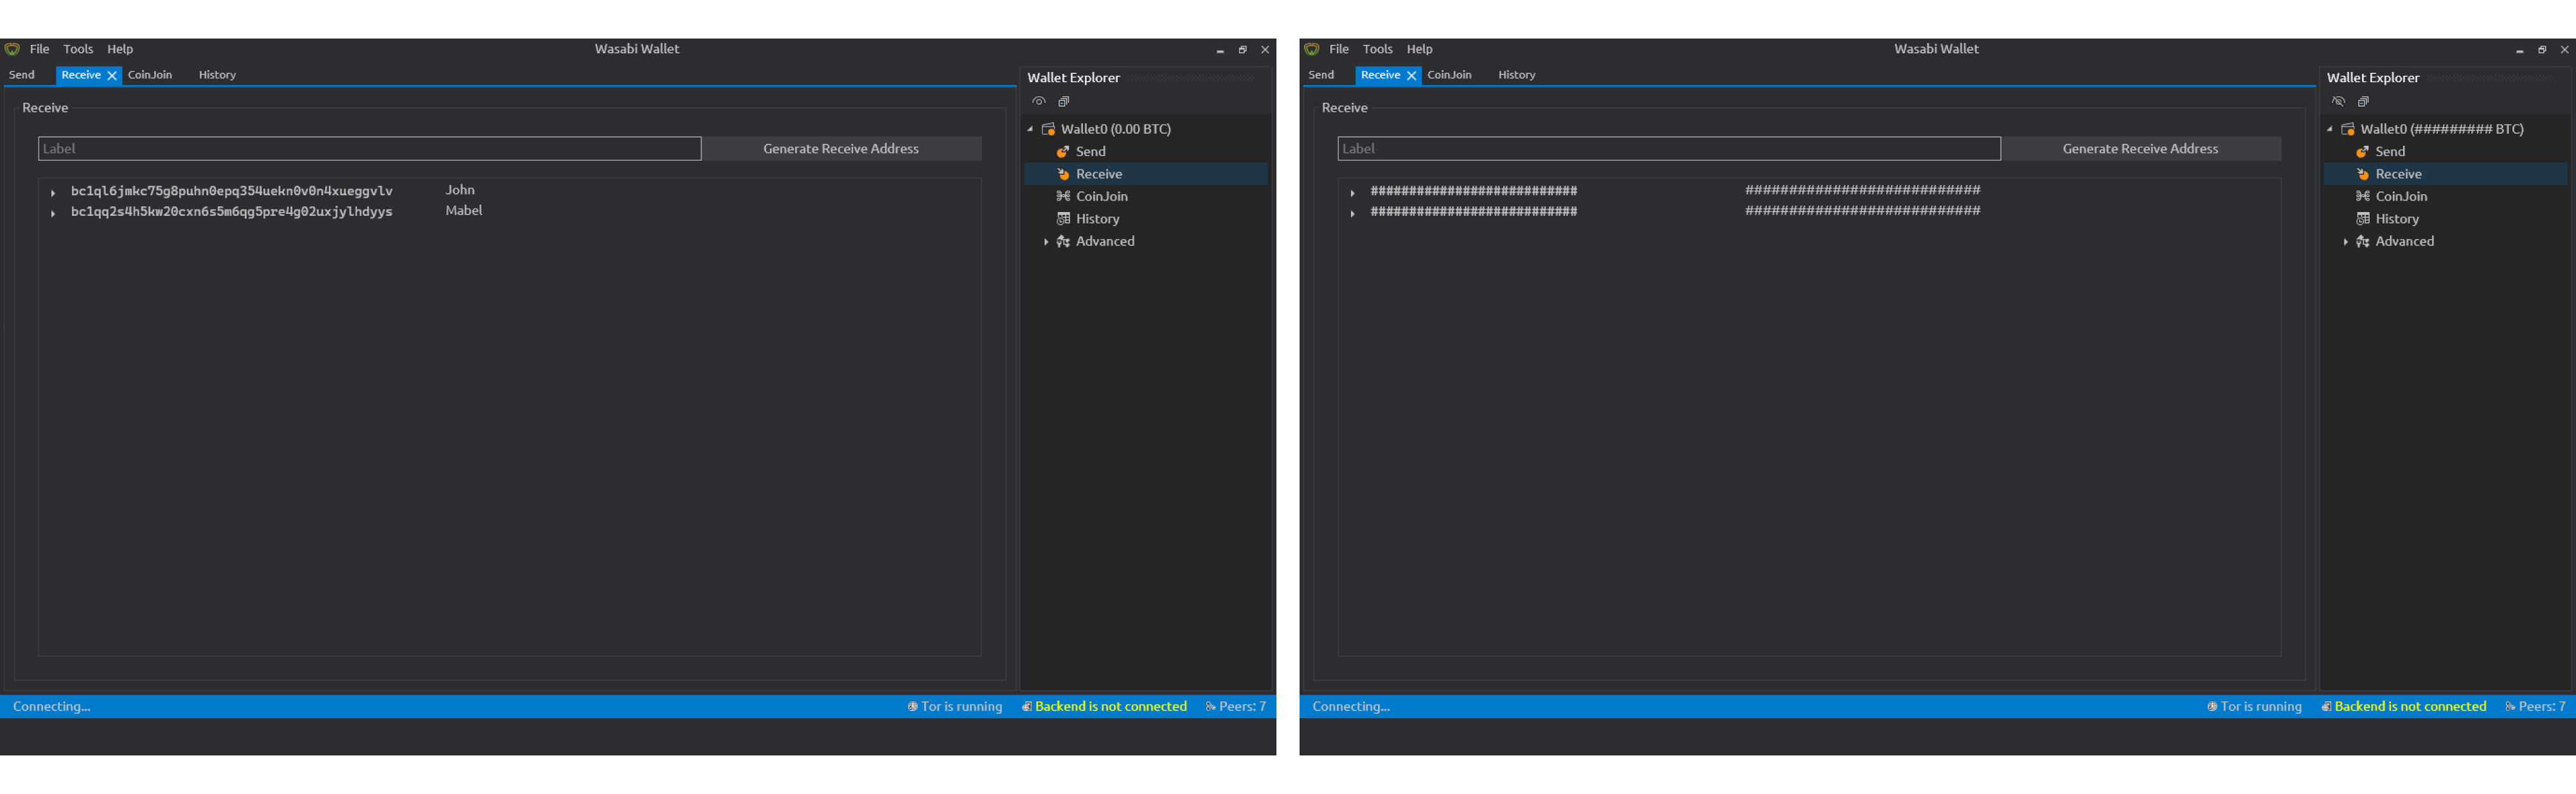 File Tools Help
Wasabi Wallet
Send Receive CoinJoin History
Wallet Explorer
Receive
Wallet0 (0.00 BTC)
Label
Generate Receive Address
Send
Receive
bc1ql6jmkc75g8puhn0epq354uekn0v0n4xueggvlv John
CoinJoin
bc1qq2s4h5kw20cxn6s5m6qg5pre4g02uxjylhdyys Mabel
History
Advanced
Connecting...
Tor is running
Backend is not connected
Peers: 7
File Tools Help
Wasabi Wallet
Send Receive CoinJoin History
Wallet Explorer
Receive
Wallet0 (######### BTC)
Label
Generate Receive Address
Send
Receive
########################### ###########################
CoinJoin
########################### ###########################
History
Advanced
Connecting...
Tor is running
Backend is not connected
Peers: 7